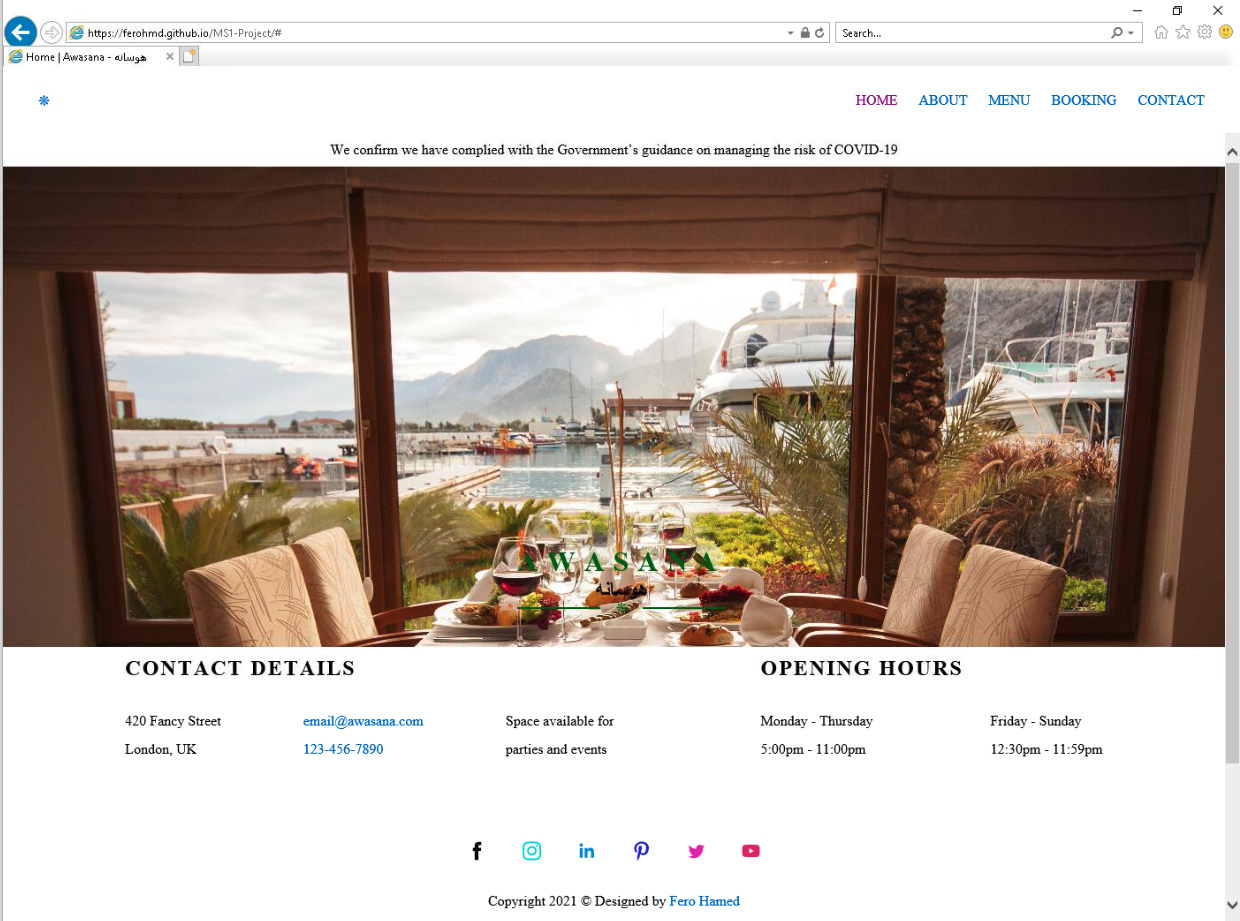 https://ferohmd.github.io/MS1-Project/#
Search...
Home | Awasana - هوسانه
HOME ABOUT MENU BOOKING CONTACT
We confirm we have complied with the Government's guidance on managing the risk of COVID-19
AWASANA
هوسانه
CONTACT DETAILS
420 Fancy Street
London, UK
email@awasana.com
123-456-7890
Space available for
parties and events
OPENING HOURS
Monday - Thursday
5:00pm - 11:00pm
Friday - Sunday
12:30pm - 11:59pm
Copyright 2021 © Designed by Fero Hamed